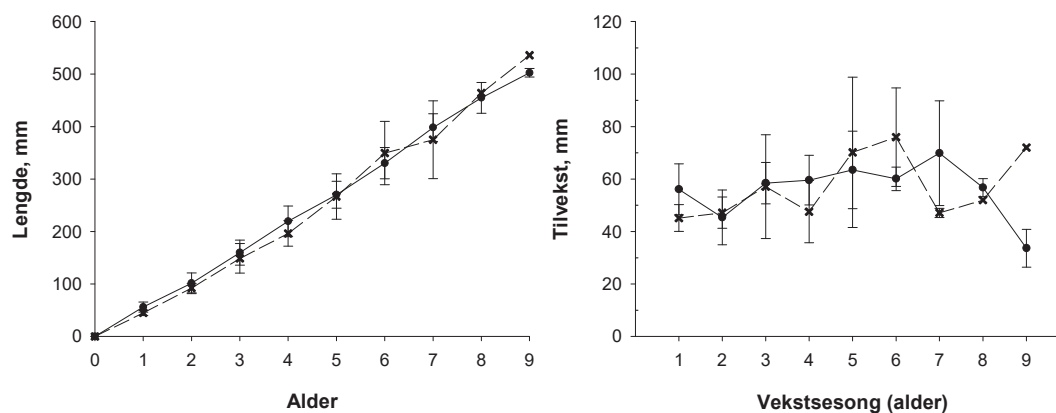 600
500
400
300
200
100
0
Lengde, mm
0 1 2 3 4 5 6 7 8 9
Alder
120
100
80
60
40
20
0
Tilvekst, mm
1 2 3 4 5 6 7 8 9
Vekstsesong (alder)